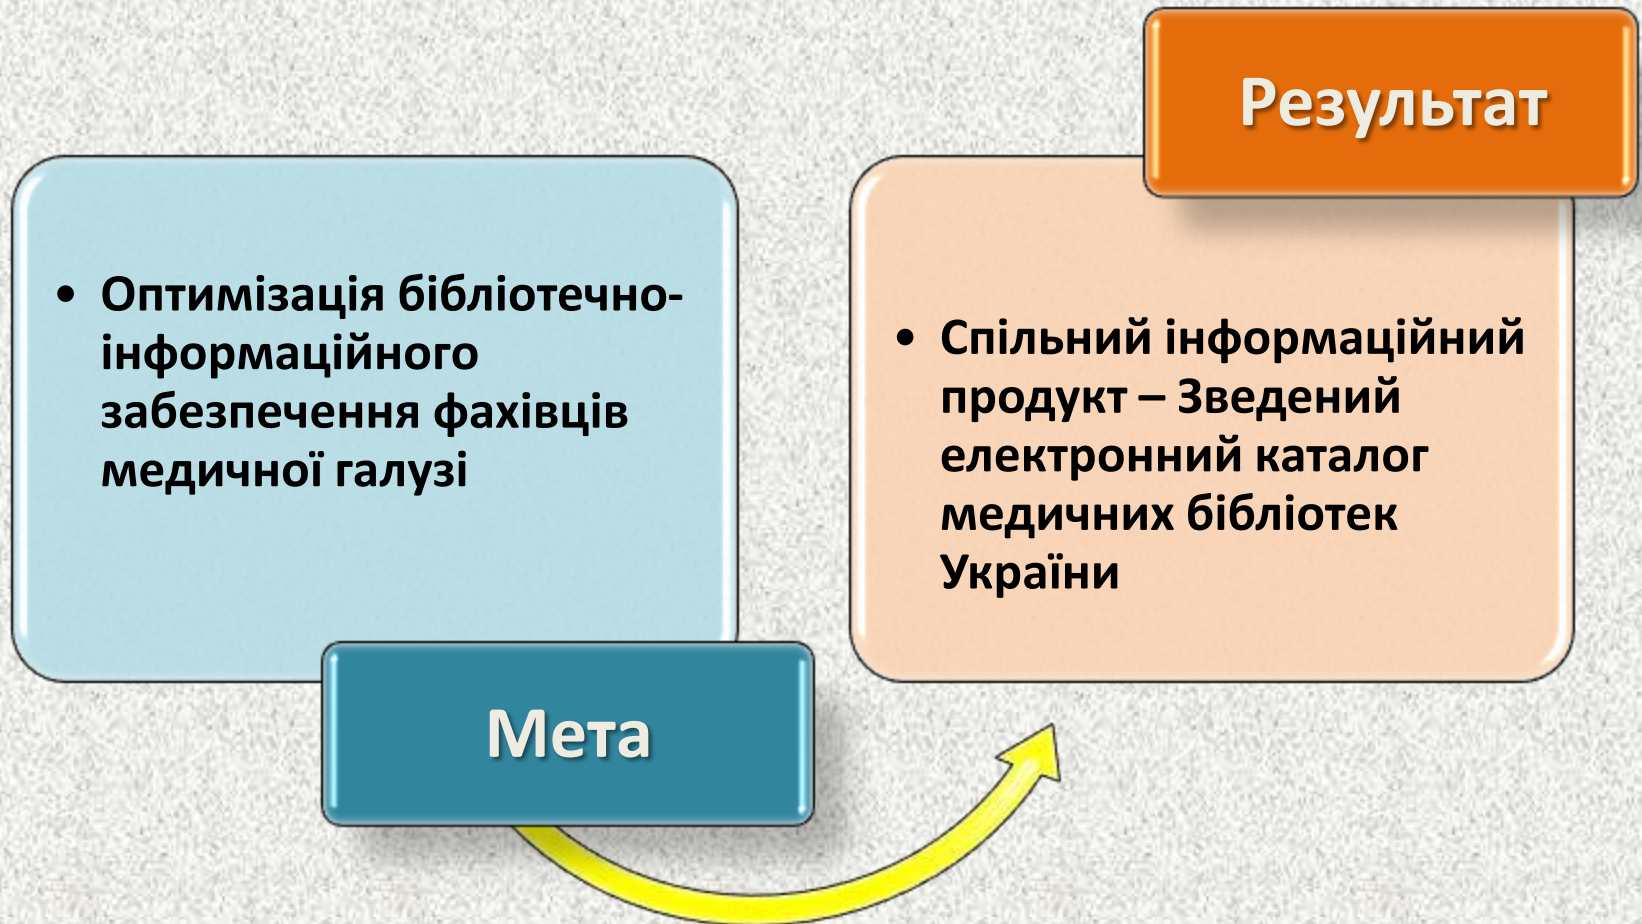 • Оптимізація бібліотечно-
інформаційного
забезпечення фахівців
медичної галузі
Мета
Результат
• Спільний інформаційний
продукт – Зведений
електронний каталог
медичних бібліотек
України